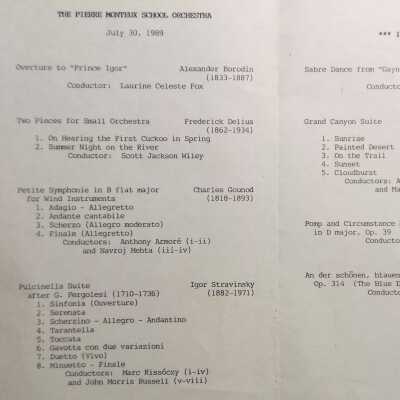 THE PIERRE MONTEUX SCHOOL ORCHESTRA
July 30, 1989
Overture to "Prince Igor" Alexander Borodin
(1833-1887)
Conductor: Laurine Celeste Fox
Two Pieces for Small Orchestra Frederick Delius
(1862-1934)
1. On Hearing the First Cuckoo in Spring
2. Summer Night on the River
Conductor: Scott Jackson Wiley
Petite Symphonie in B flat major Charles Gounod
for Wind Instruments (1818-1893)
1. Adagio - Allegretto
2. Andante cantabile
3. Scherzo (Allegro moderato)
4. Finale (Allegretto)
Conductors: Anthony Armoré (i-ii)
and Navroj Mehta (iii-iv)
Pulcinella Suite Igor Stravinsky
after G. Pergolesi (1710-1736) (1882-1971)
1. Sinfonia (Ouverture)
2. Serenata
3. Scherzino - Allegro - Andantino
4. Tarantella
5. Toccata
6. Gavotta con due variazioni
7. Duetto (Vivo)
8. Minuetto - Finale
Conductors: Marc Kissóczy (i-iv)
and John Morris Russell (v-viii)
*** I
Sabre Dance from "Gayn
Conducto
Grand Canyon Suite
1. Sunrise
2. Painted Desert
3. On the Trail
4. Sunset
5. Cloudburst
Conductors: A
and Ma
Pomp and Circumstance
in D major, Op. 39
Conduc
An der schönen, blauen
Op. 314 (The Blue D
Conducto